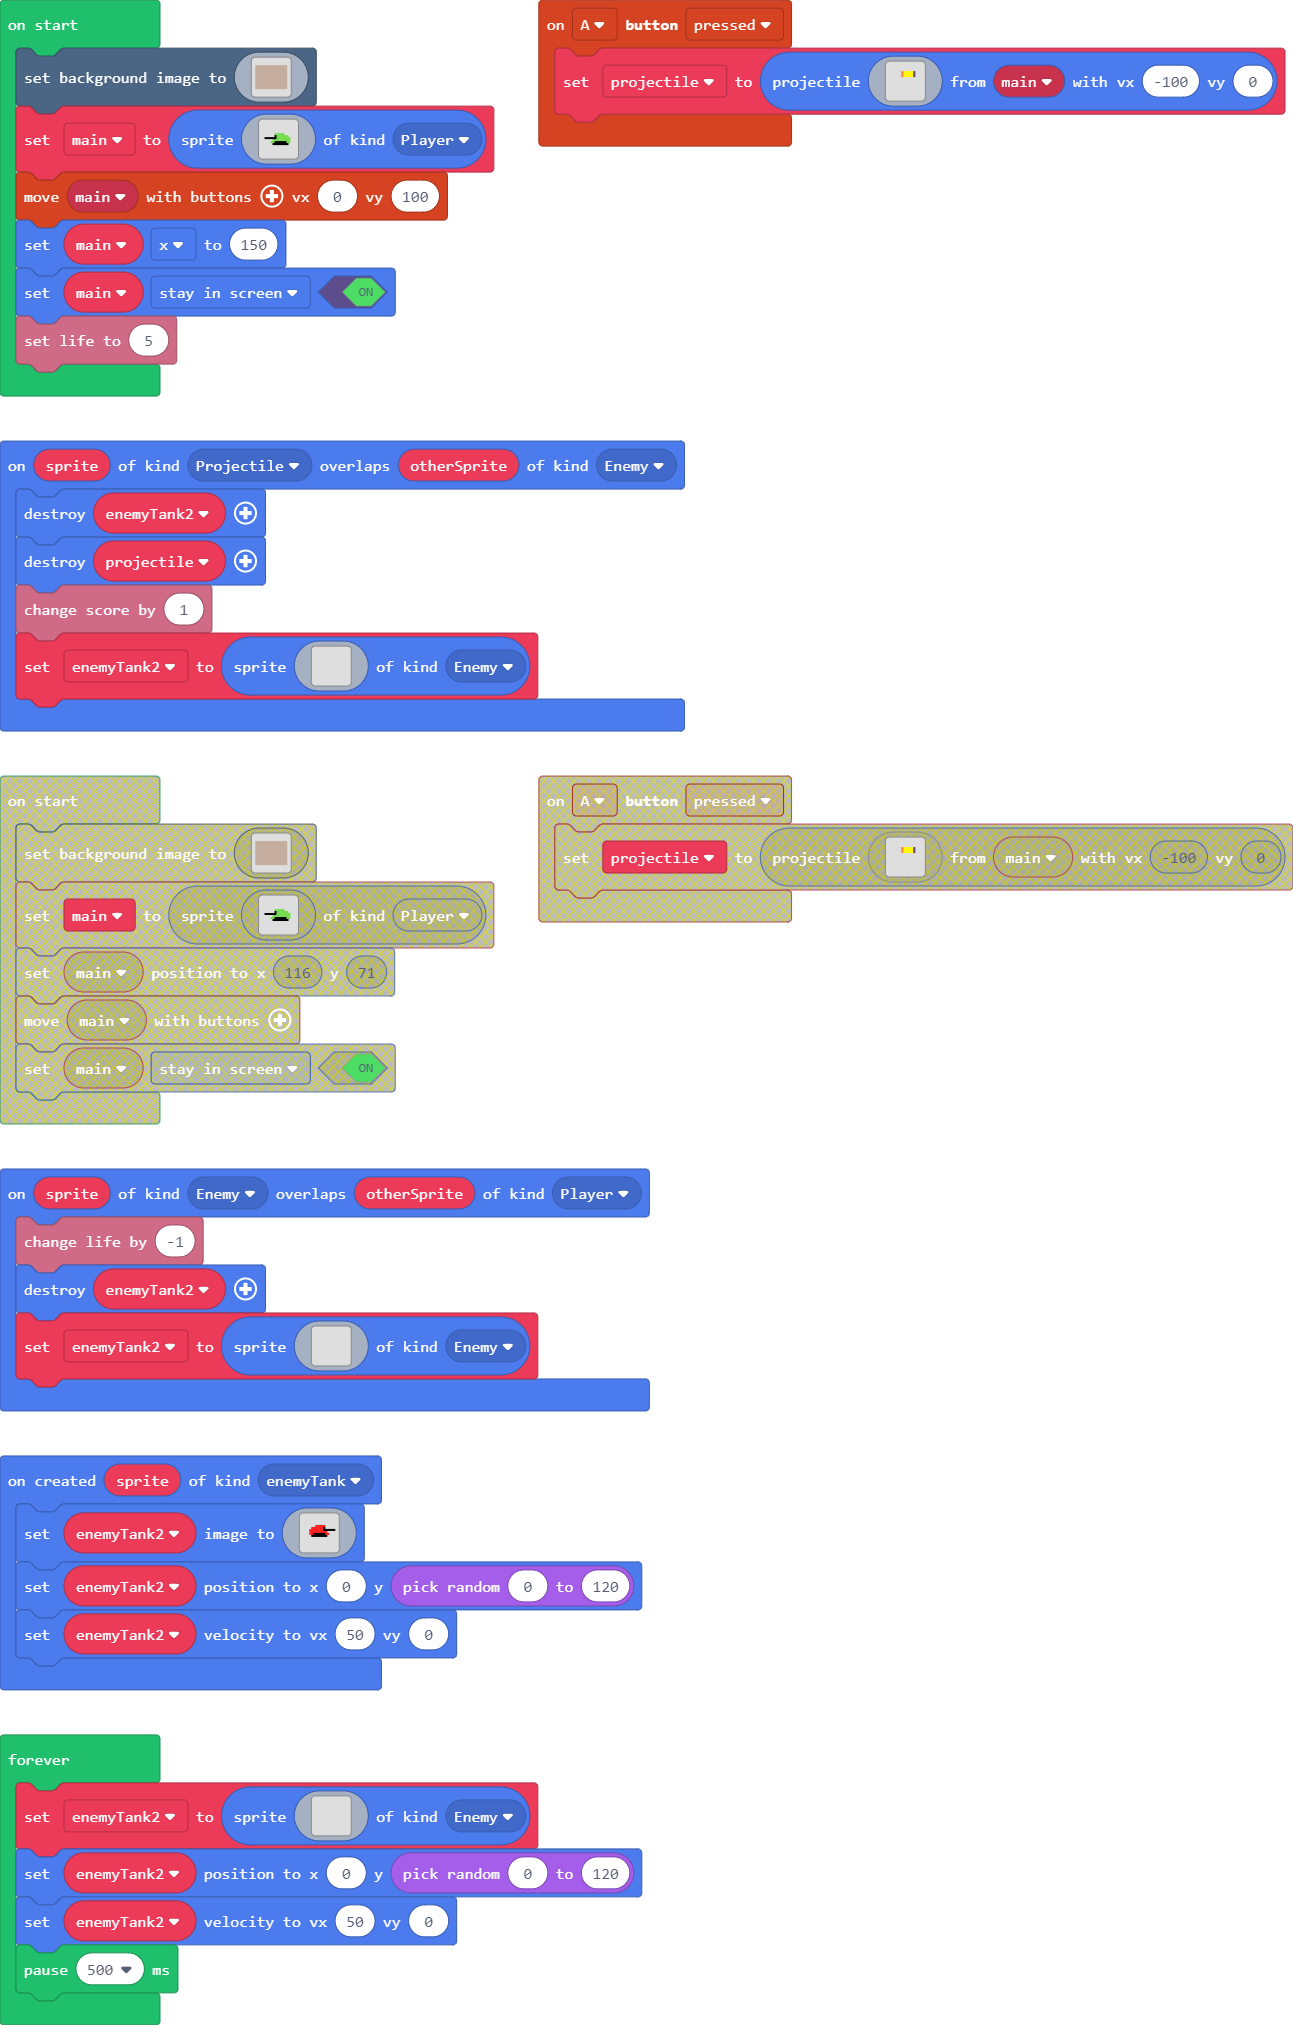 on start
set background image to
set main to sprite of kind Player
move main with buttons vx 0 vy 100
set main x to 150
set main stay in screen ON
set life to 5
on A button pressed
set projectile to projectile from main with vx -100 vy 0
on sprite of kind Projectile overlaps otherSprite of kind Enemy
destroy enemyTank2
destroy projectile
change score by 1
set enemyTank2 to sprite of kind Enemy
on start
set background image to
set main to sprite of kind Player
set main position to x 116 y 71
move main with buttons
set main stay in screen ON
on A button pressed
set projectile to projectile from main with vx -100 vy 0
on sprite of kind Enemy overlaps otherSprite of kind Player
change life by -1
destroy enemyTank2
set enemyTank2 to sprite of kind Enemy
on created sprite of kind enemyTank
set enemyTank2 image to
set enemyTank2 position to x 0 y pick random 0 to 120
set enemyTank2 velocity to vx 50 vy 0
forever
set enemyTank2 to sprite of kind Enemy
set enemyTank2 position to x 0 y pick random 0 to 120
set enemyTank2 velocity to vx 50 vy 0
pause 500 ms